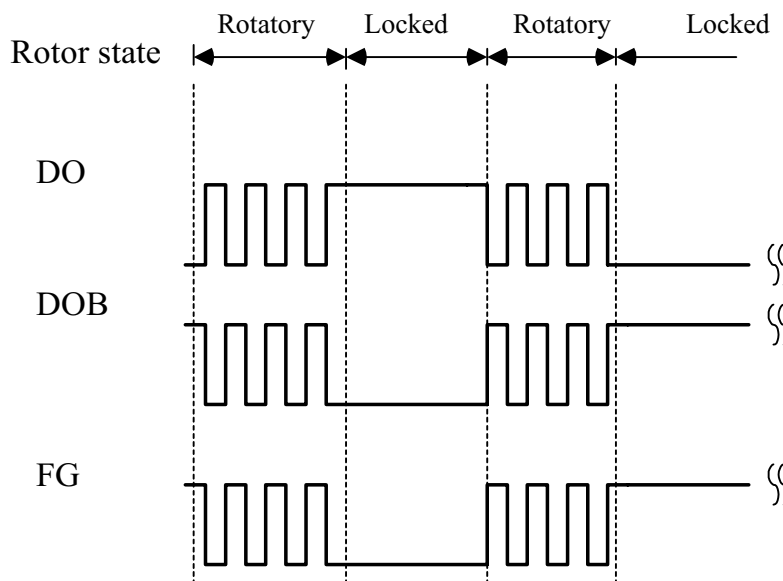 Rotatory Locked Rotatory Locked
Rotor state
DO
DOB
FG